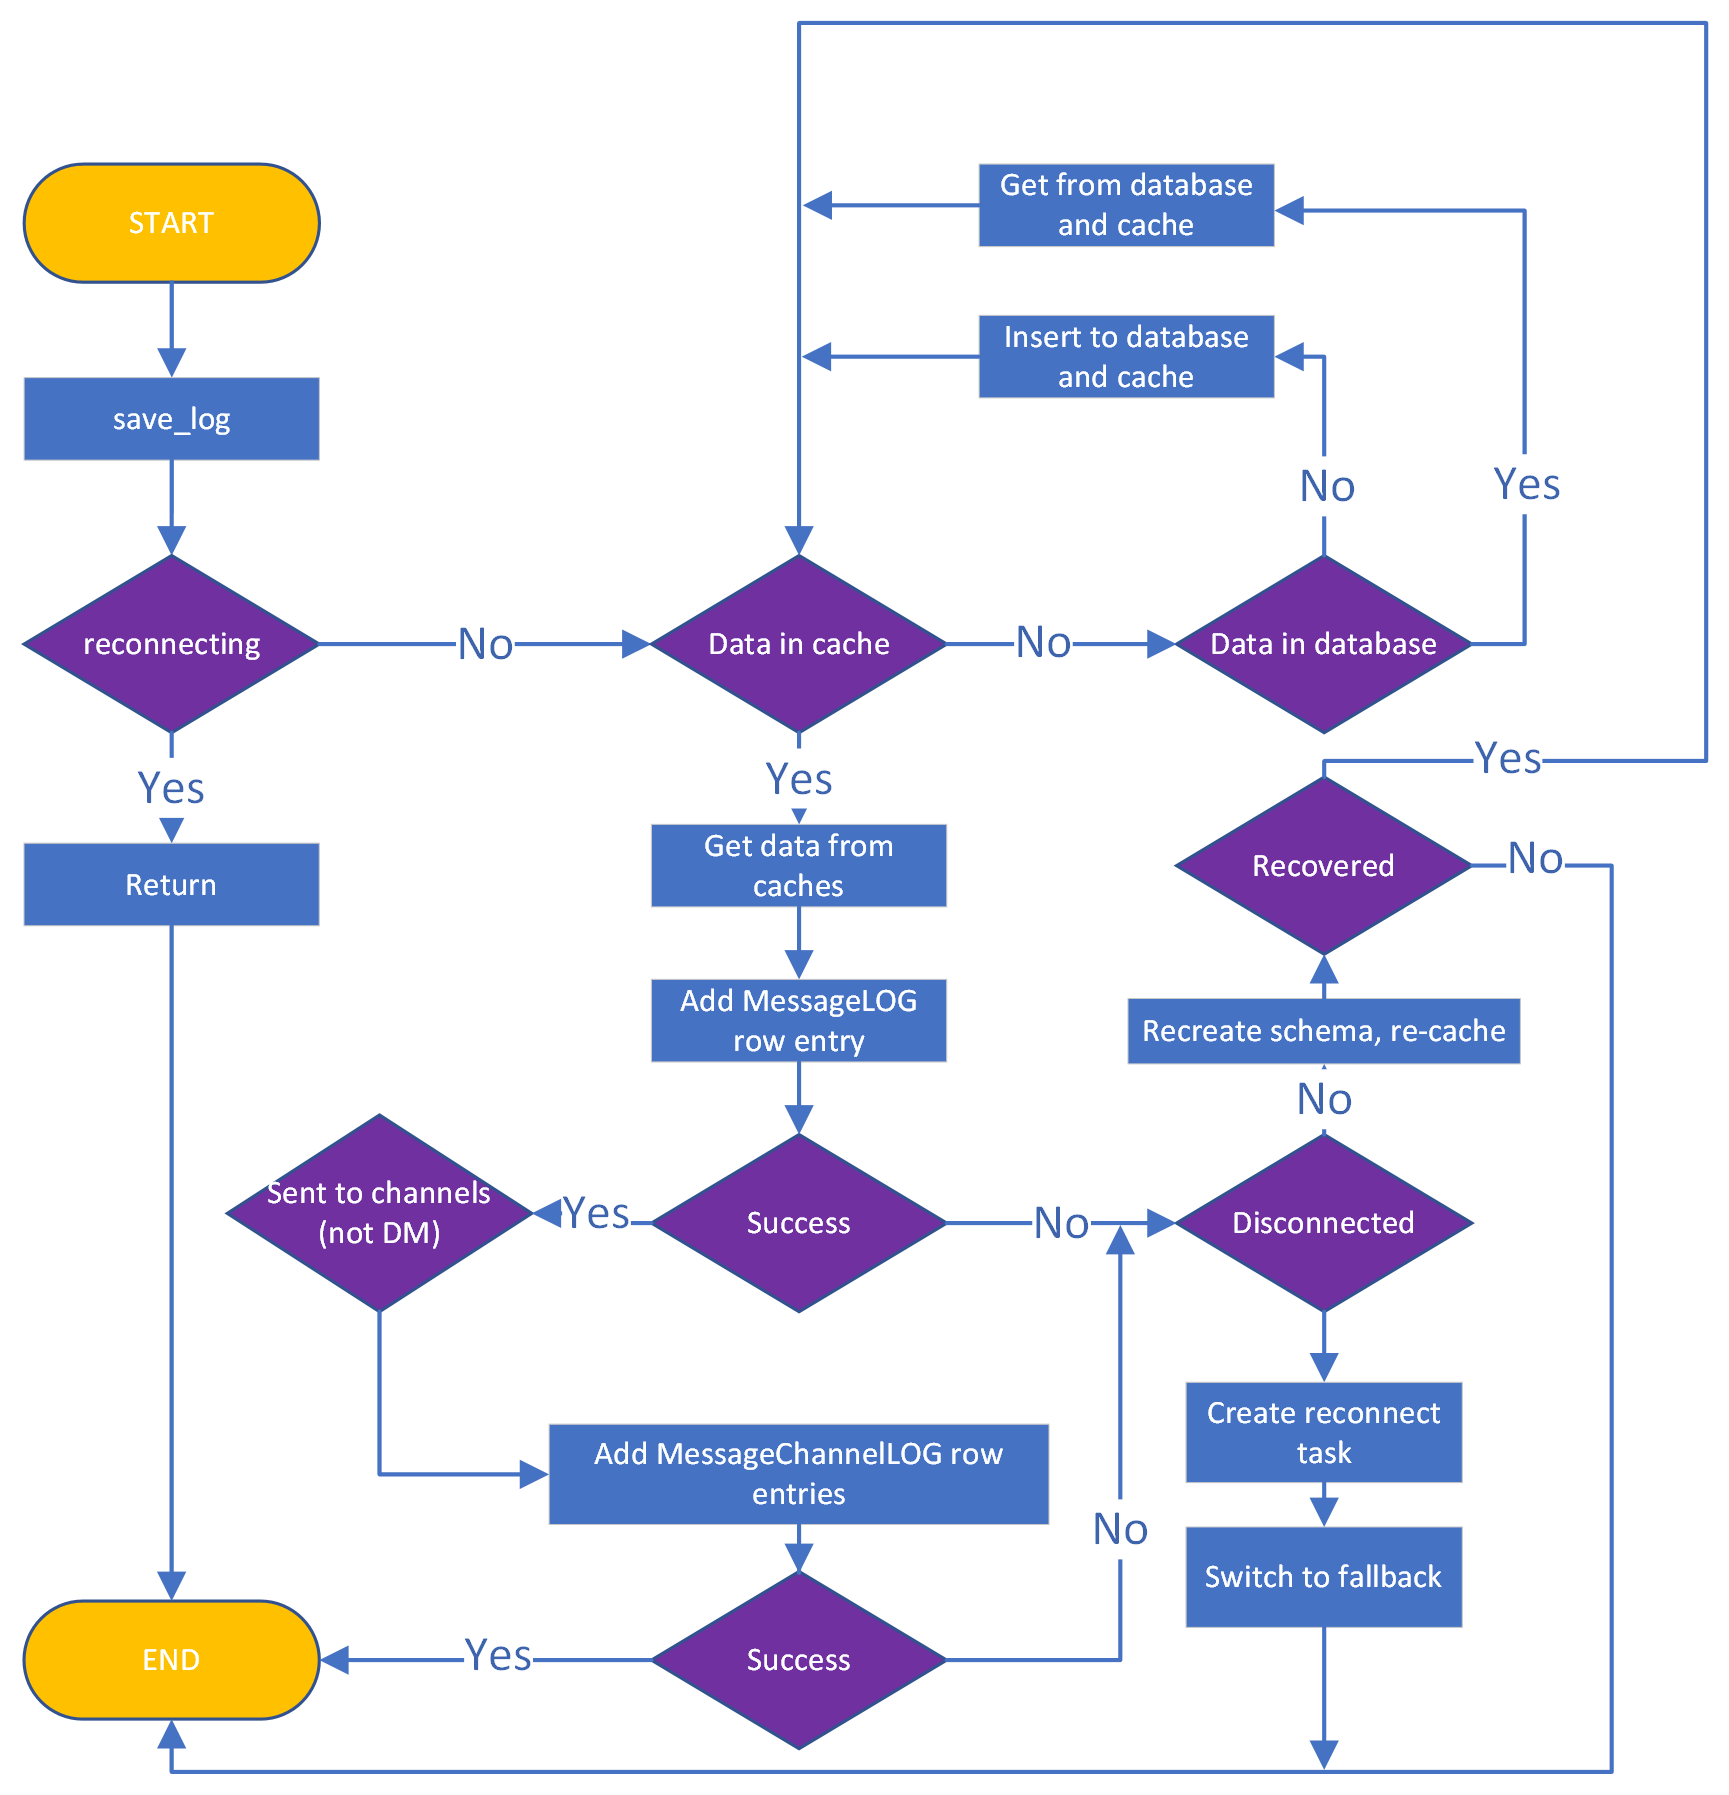 START
save_log
reconnecting
No
Yes
Return
Data in cache
No
Data in database
No
Insert to database
and cache
Yes
Get from database
and cache
Yes
Get data from
caches
Add MessageLOG
row entry
Success
Yes
Sent to channels
(not DM)
Add MessageChannelLOG row
entries
Success
Yes
END
No
No
Disconnected
No
Recreate schema, re-cache
Recovered
Yes
No
Create reconnect
task
Switch to fallback